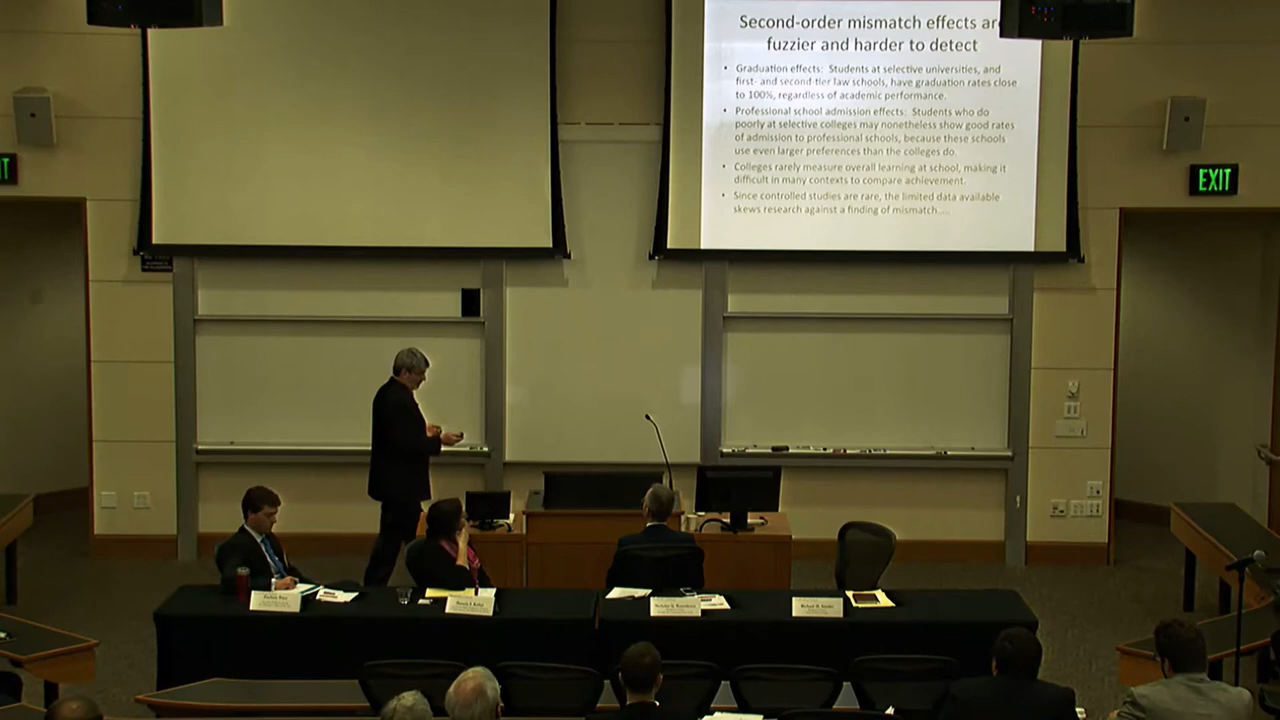 Second-order mismatch effects are
fuzzier and harder to detect
• Graduation effects: Students at selective universities, and
first- and second-tier law schools, have graduation rates close
to 100%, regardless of academic performance.
• Professional school admission effects: Students who do
poorly at selective colleges may nonetheless show good rates
of admission to professional schools, because these schools
use even larger preferences than the colleges do.
• Colleges rarely measure overall learning at school, making it
difficult in many contexts to compare achievement.
• Since controlled studies are rare, the limited data available
skews research against a finding of mismatch....
IT
EXIT